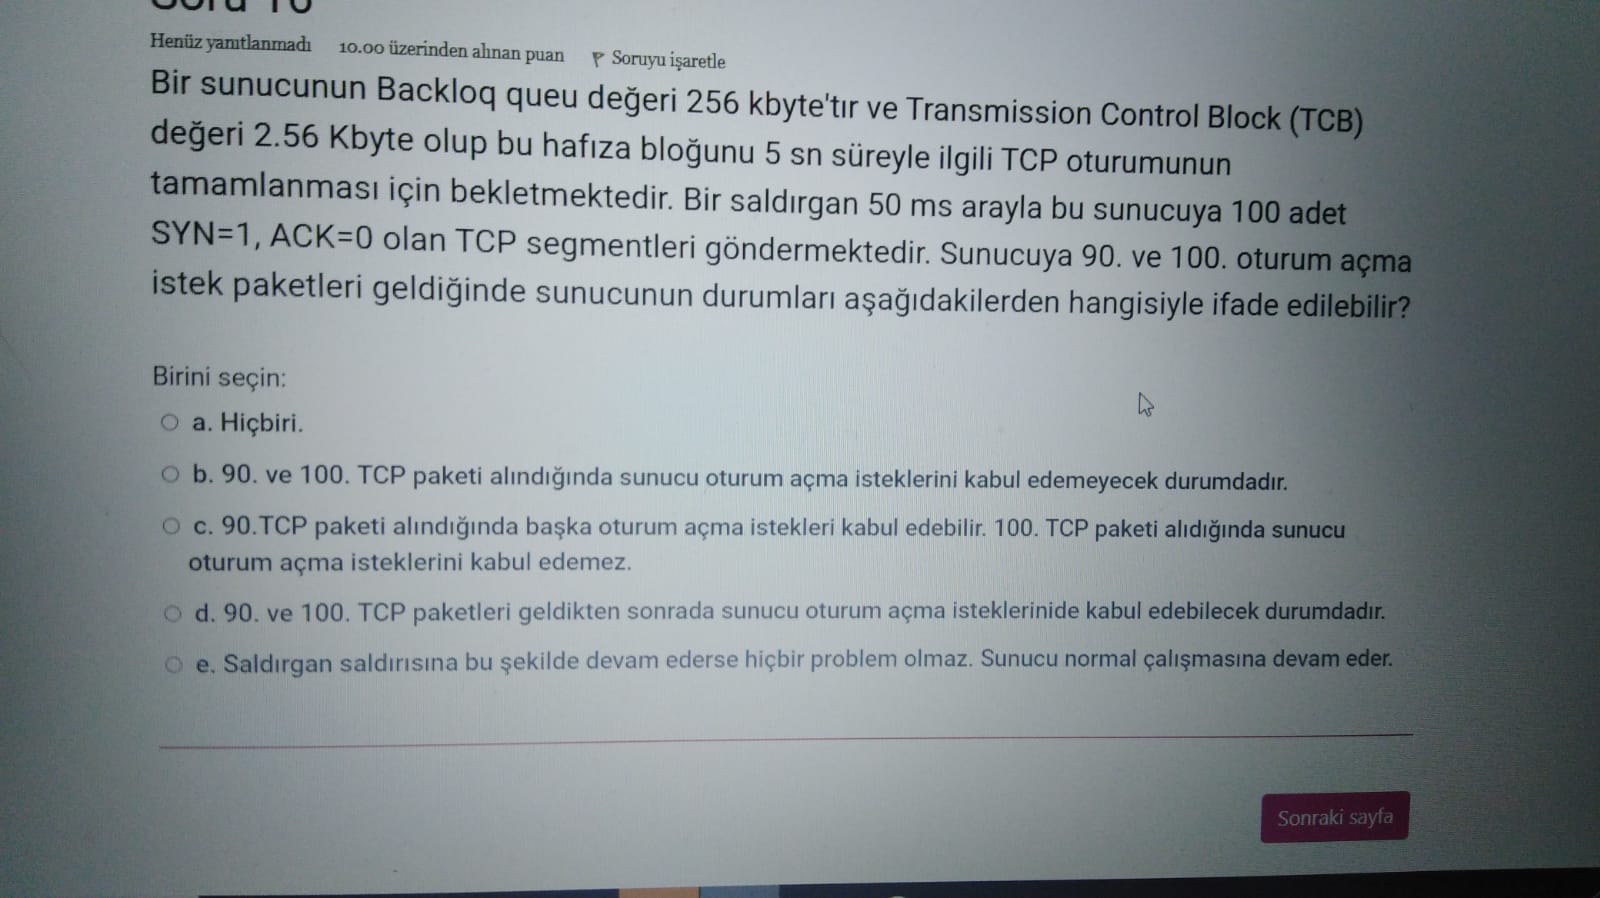 Soru 10
Henüz yanıtlanmadı 10.00 üzerinden alınan puan Soruyu işaretle
Bir sunucunun Backloq queu değeri 256 kbyte'tır ve Transmission Control Block (TCB)
değeri 2.56 Kbyte olup bu hafıza bloğunu 5 sn süreyle ilgili TCP oturumunun
tamamlanması için bekletmektedir. Bir saldırgan 50 ms arayla bu sunucuya 100 adet
SYN=1, ACK=0 olan TCP segmentleri göndermektedir. Sunucuya 90. ve 100. oturum açma
istek paketleri geldiğinde sunucunun durumları aşağıdakilerden hangisiyle ifade edilebilir?
Birini seçin:
a. Hiçbiri.
b. 90. ve 100. TCP paketi alındığında sunucu oturum açma isteklerini kabul edemeyecek durumdadır.
c. 90.TCP paketi alındığında başka oturum açma istekleri kabul edebilir. 100. TCP paketi alıdığında sunucu
oturum açma isteklerini kabul edemez.
d. 90. ve 100. TCP paketleri geldikten sonrada sunucu oturum açma isteklerinide kabul edebilecek durumdadır.
e. Saldırgan saldırısına bu şekilde devam ederse hiçbir problem olmaz. Sunucu normal çalışmasına devam eder.
Sonraki sayfa